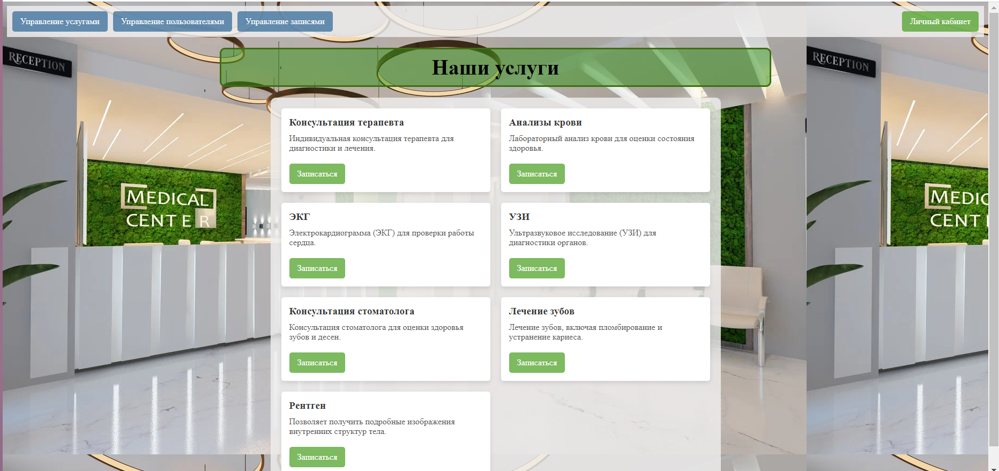 Управление услугами
Управление пользователями
Управление записями
Личный кабинет
RECEPTION
RECEPTION
Наши услуги
Консультация терапевта
Индивидуальная консультация терапевта для
диагностики и лечения.
Записаться
Анализы крови
Лабораторный анализ крови для оценки состояния
здоровья.
Записаться
MEDICAL
CENTER
MEDIC
CENT
ЭКГ
Электрокардиограмма (ЭКГ) для проверки работы
сердца.
Записаться
УЗИ
Ультразвуковое исследование (УЗИ) для
диагностики органов.
Записаться
Консультация стоматолога
Консультация стоматолога для оценки здоровья
зубов и десен.
Записаться
Лечение зубов
Лечение зубов, включая пломбирование и
устранение кариеса.
Записаться
Рентген
Позволяет получить подробные изображения
внутренних структур тела.
Записаться